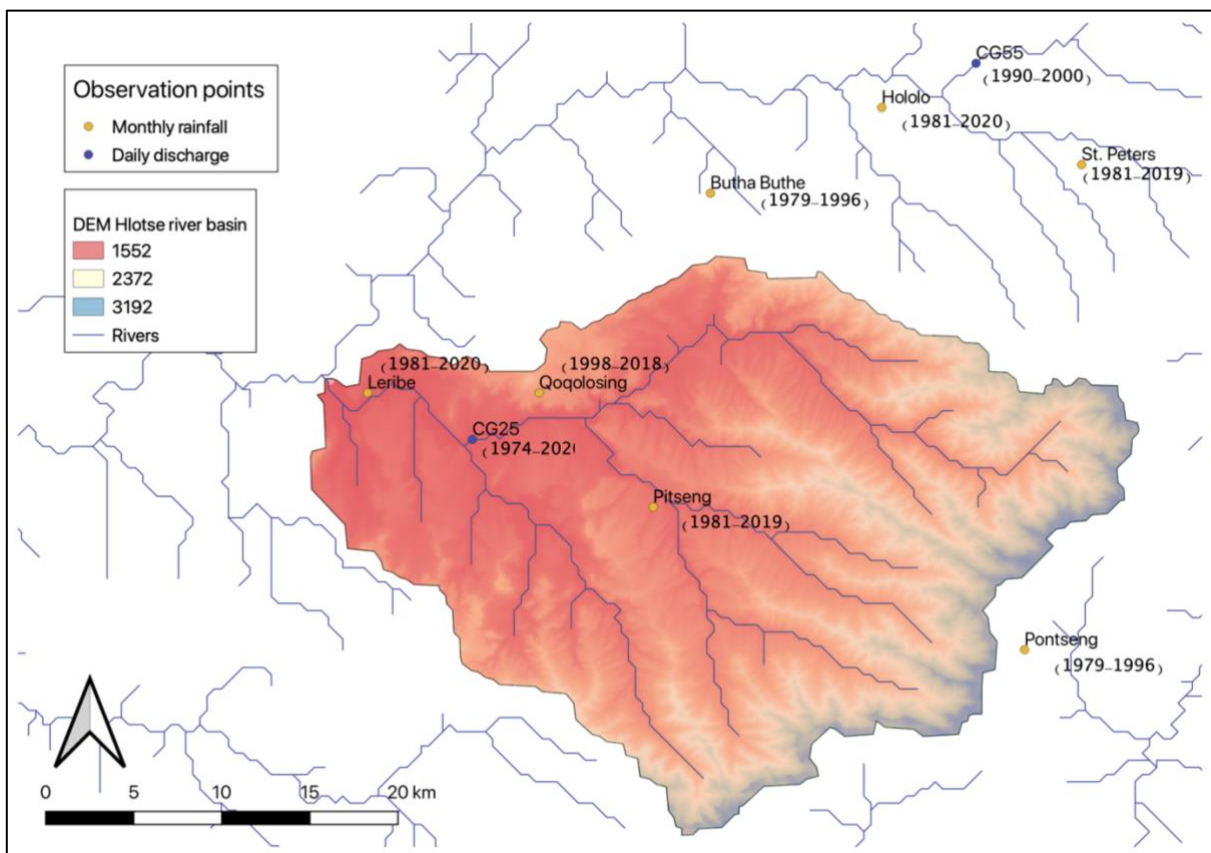 Observation points
Monthly rainfall
Daily discharge
DEM Hlotse river basin
1552
2372
3192
Rivers
CG55
(1990–2000)
Hololo
(1981–2020)
St. Peters
(1981–2019)
Butha Buthe
(1979–1996)
(1981–2020)
Leribe
(1998–2018)
Qoqolosing
CG25
(1974–202
Pitseng
(1981–2019)
Pontseng
(1979–1996)
0 5 10 15 20 km